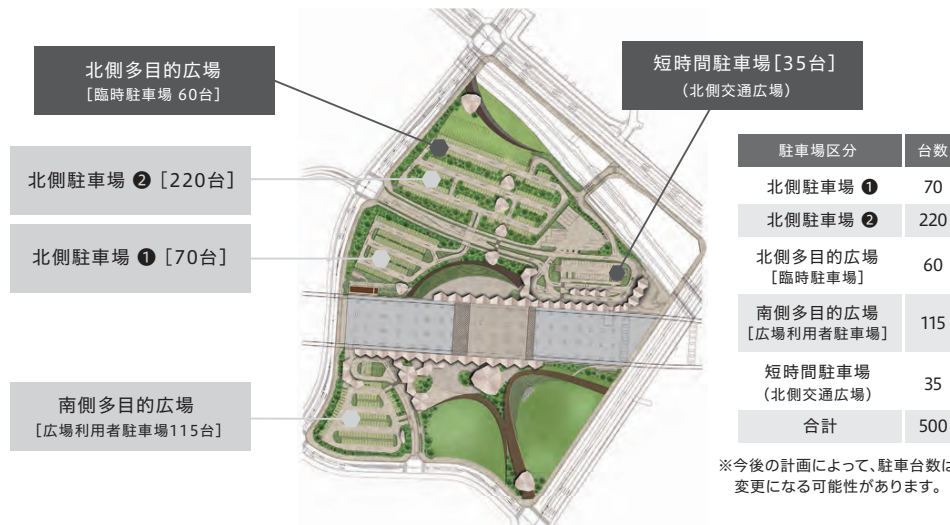 北側多目的広場
[臨時駐車場 60台]
北側駐車場 ❷ [220台]
北側駐車場 ❶ [70台]
南側多目的広場
[広場利用者駐車場115台]
短時間駐車場[35台]
(北側交通広場)
駐車場区分 台数
北側駐車場 ❶ 70
北側駐車場 ❷ 220
北側多目的広場
[臨時駐車場] 60
南側多目的広場
[広場利用者駐車場] 115
短時間駐車場
(北側交通広場) 35
合計 500
※今後の計画によって、駐車台数は
変更になる可能性があります。